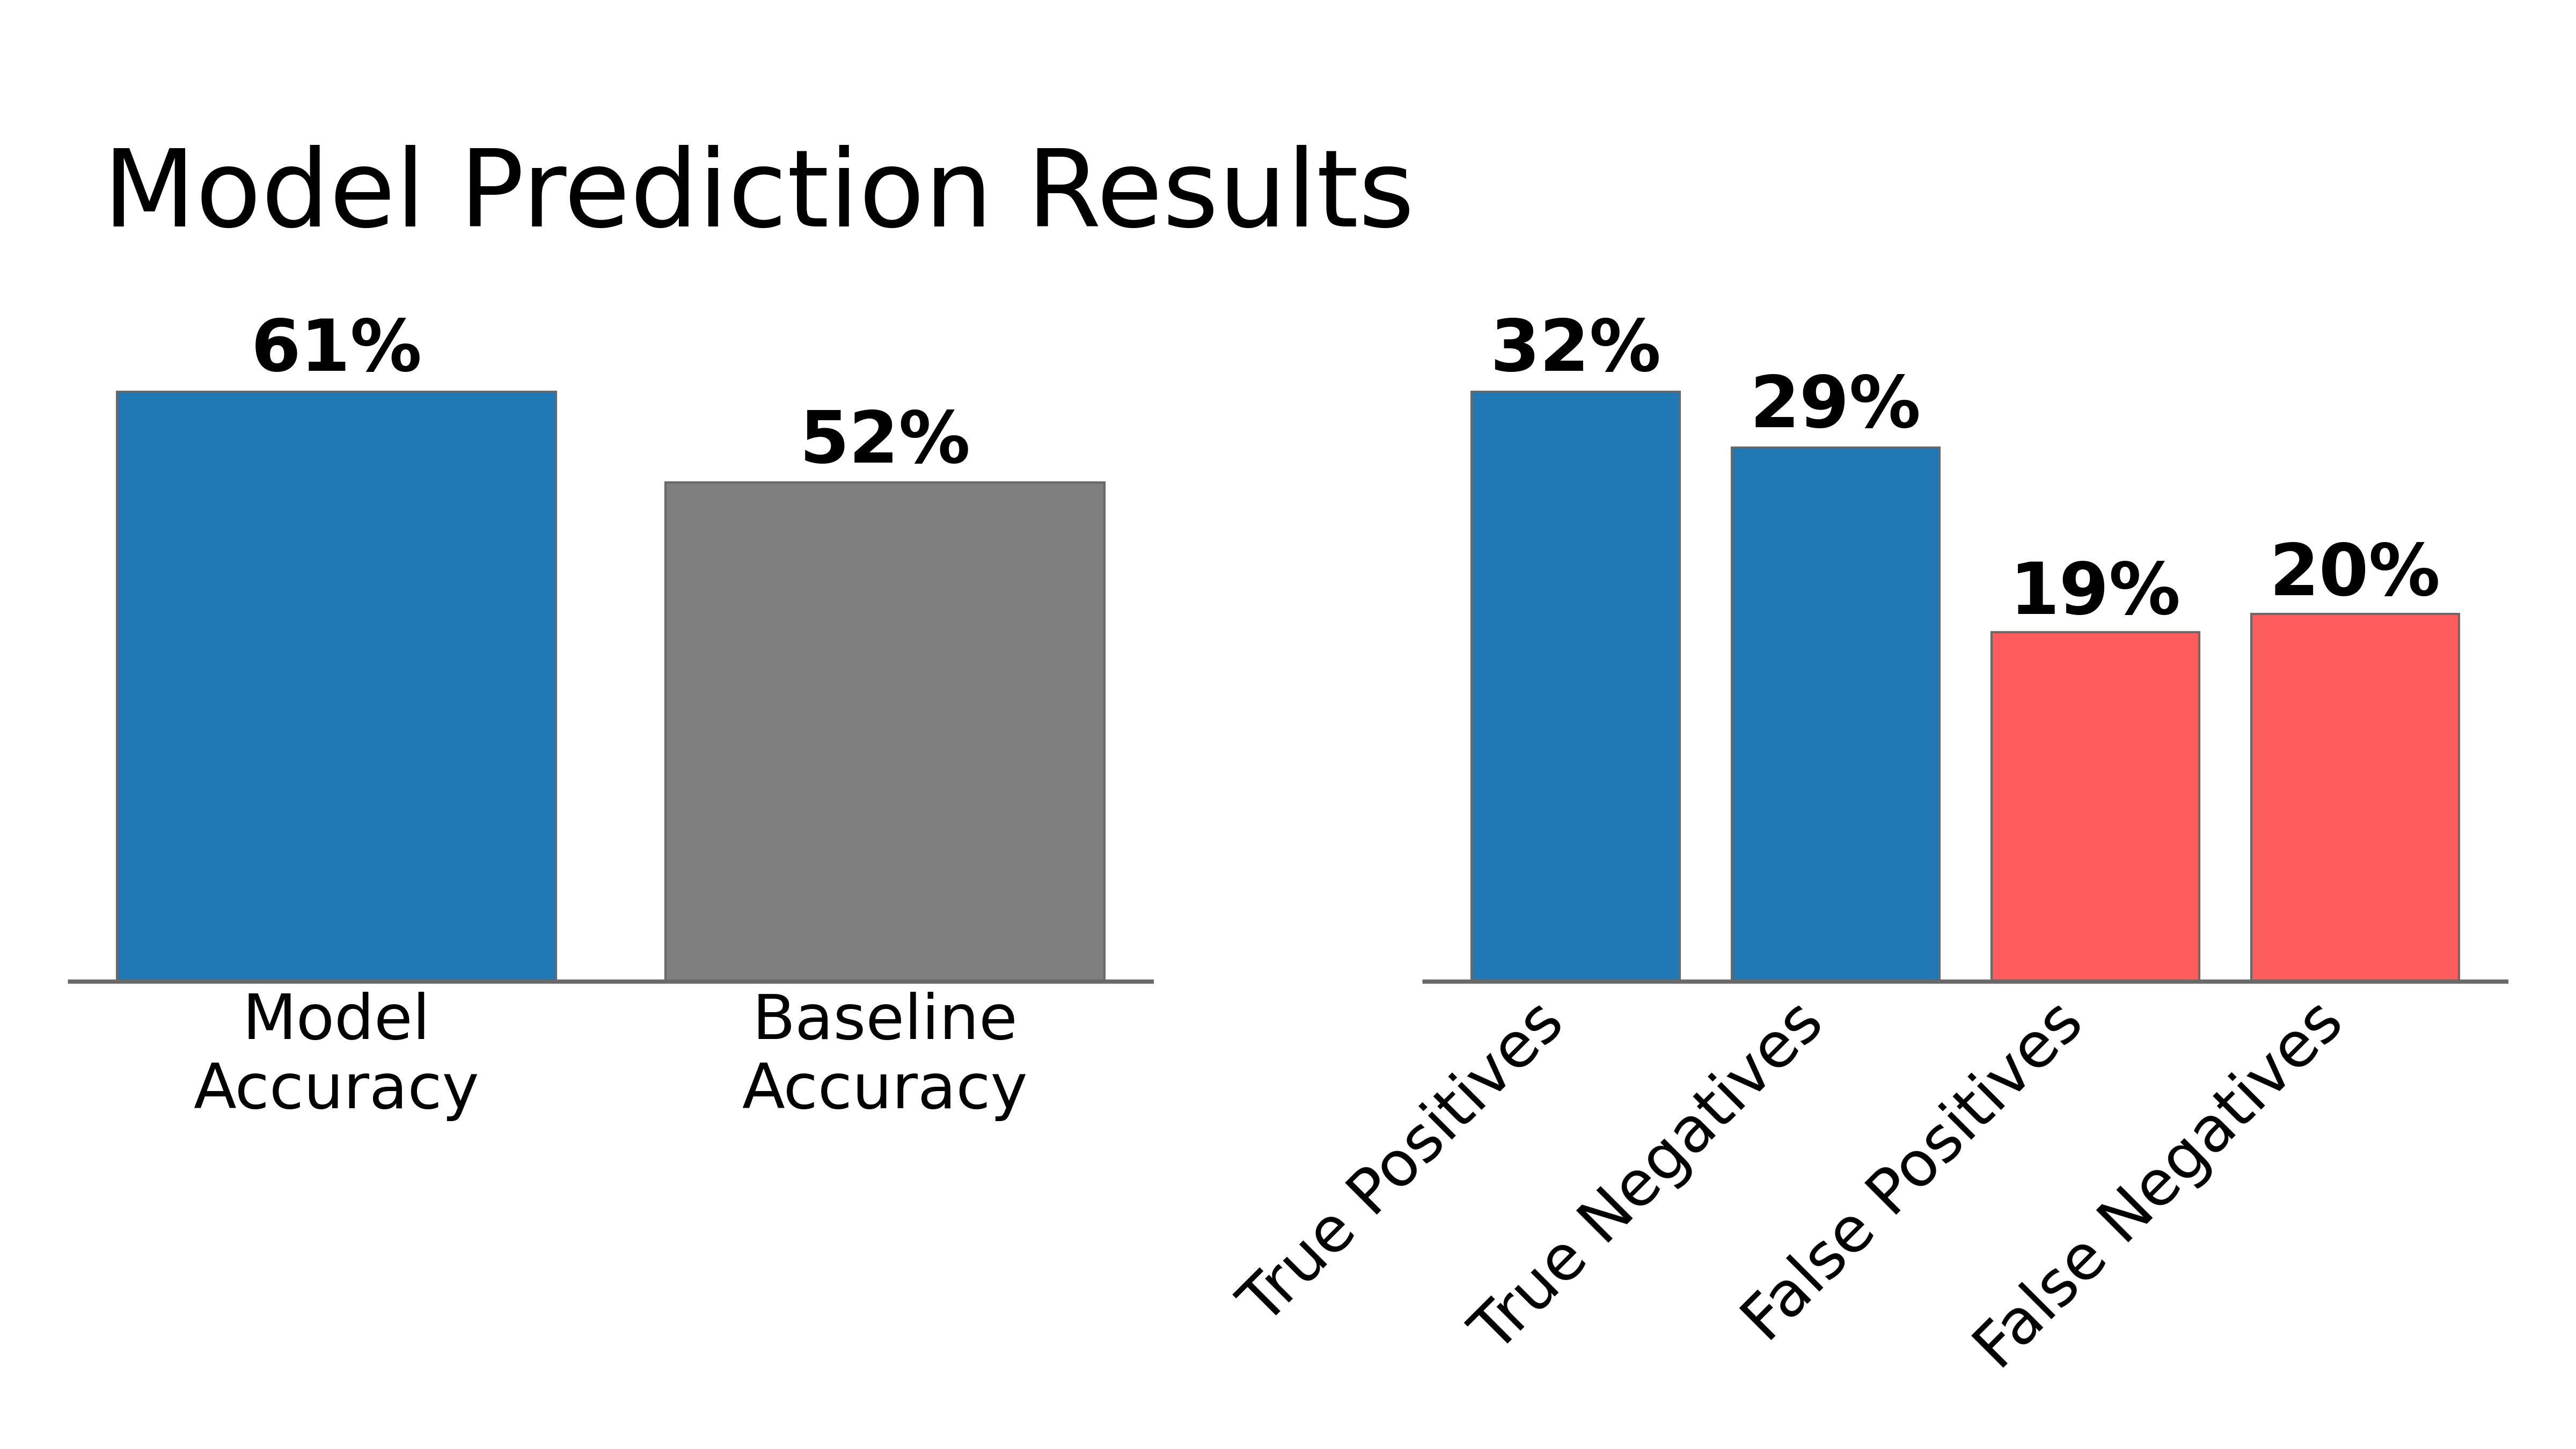 Model Prediction Results
61%
52%
Model
Accuracy
Baseline
Accuracy
32%
29%
19%
20%
True Positives
True Negatives
False Positives
False Negatives